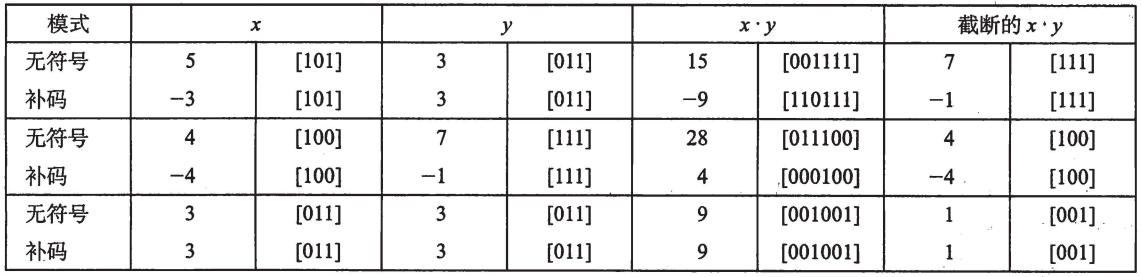 模式 x y x · y 截断的 x · y
无符号 5 [101] 3 [011] 15 [001111] 7 [111]
补码 −3 [101] 3 [011] −9 [110111] −1 [111]
无符号 4 [100] 7 [111] 28 [011100] 4 [100]
补码 −4 [100] −1 [111] 4 [000100] −4 [100]
无符号 3 [011] 3 [011] 9 [001001] 1 [001]
补码 3 [011] 3 [011] 9 [001001] 1 [001]